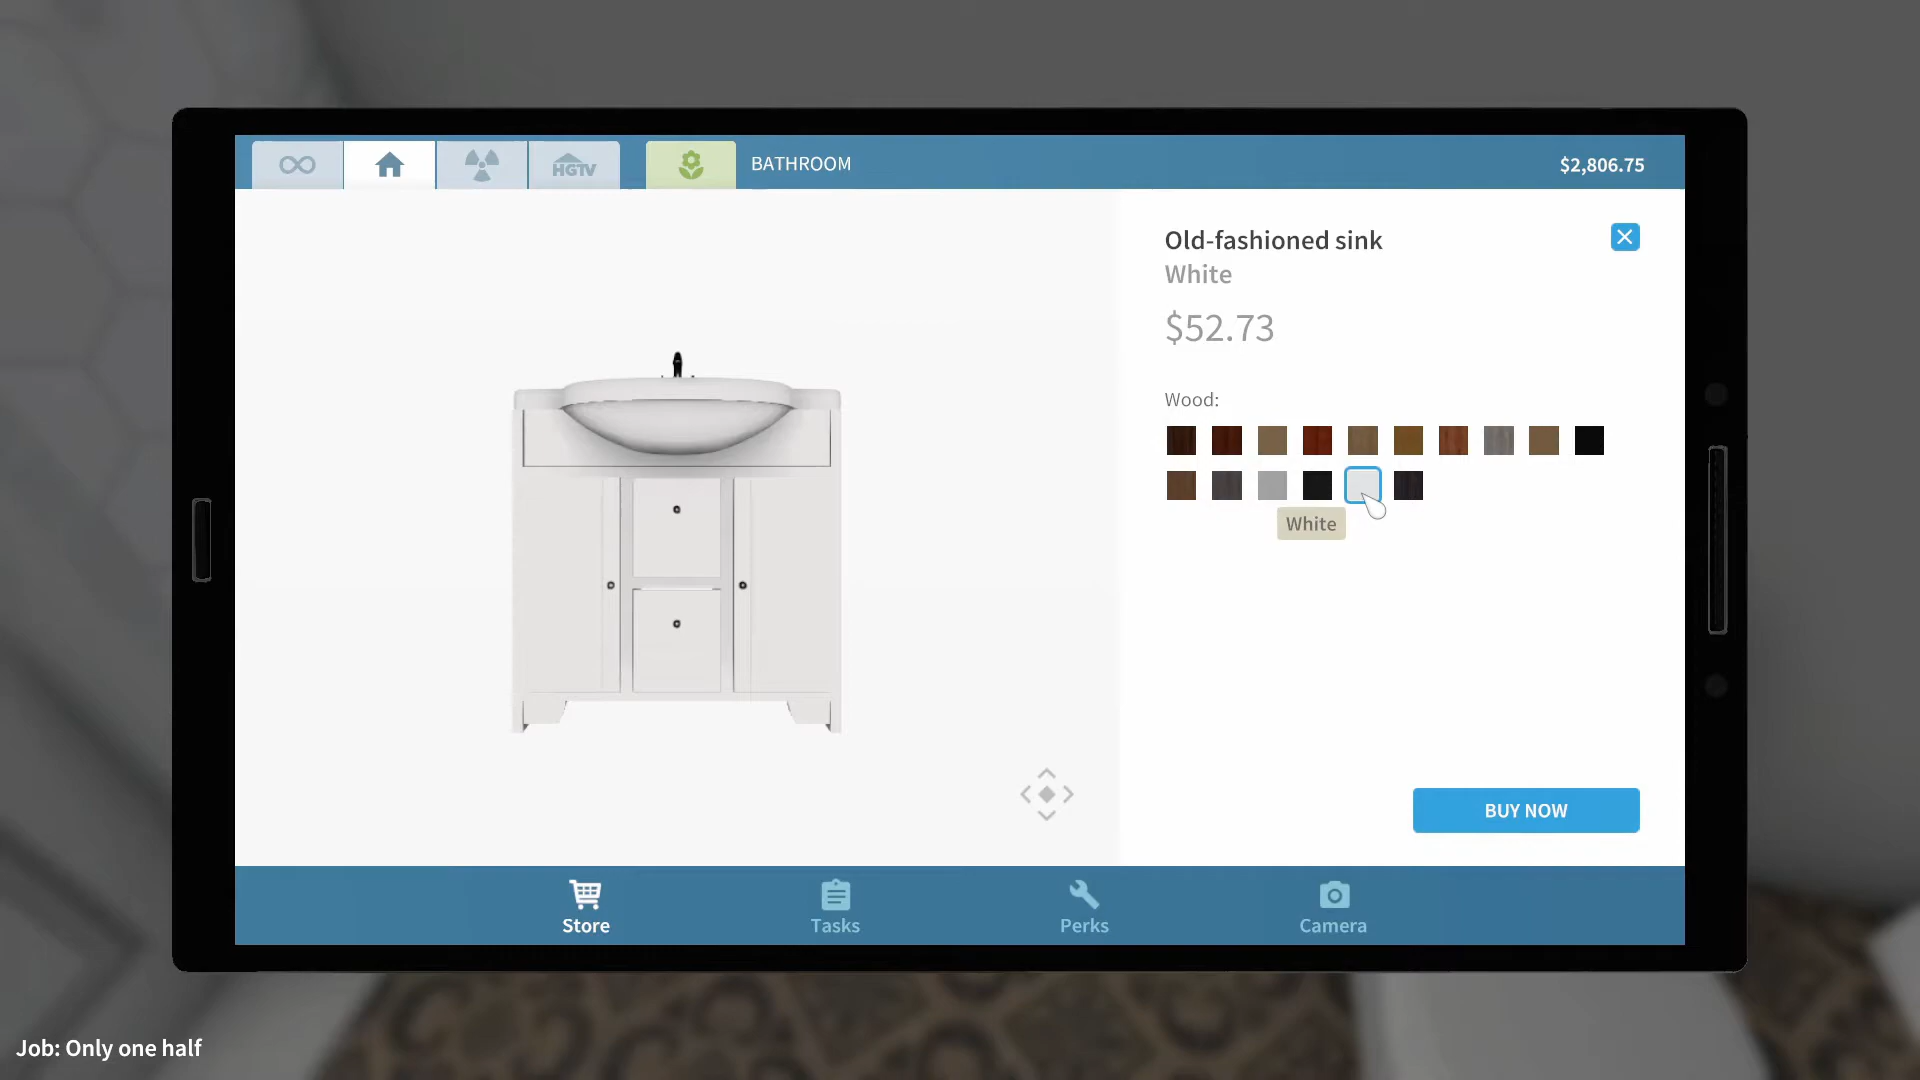 HGTV
BATHROOM
$2,806.75
Old-fashioned sink
White
$52.73
Wood:
White
BUY NOW
Store
Tasks
Perks
Camera
Job: Only one half